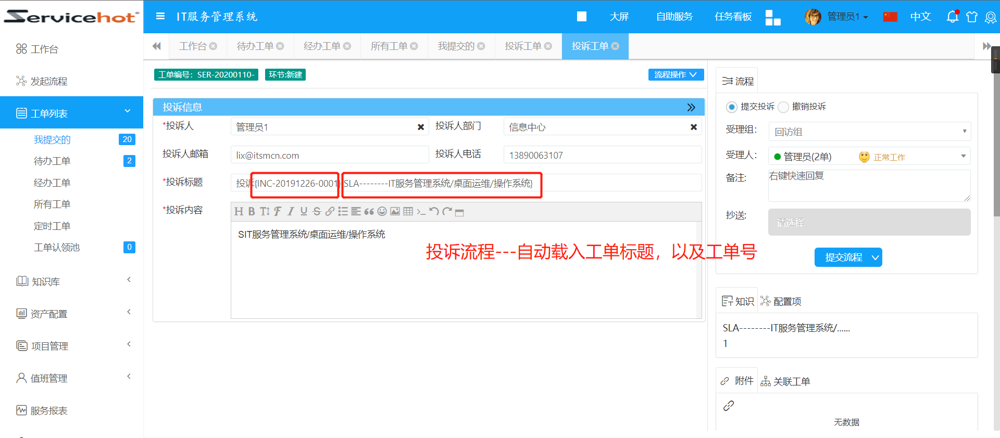 Servicehot
IT服务管理系统
大屏
自助服务
任务看板
管理员1
中文
工作台
待办工单
经办工单
所有工单
我提交的
投诉工单
投诉工单
工作台
发起流程
工单列表
我提交的 20
待办工单 2
经办工单
所有工单
定时工单
工单认领池 0
知识库
资产配置
项目管理
值班管理
服务报表
工单编号：SER-20200110-
环节:新建
流程操作
投诉信息
*投诉人 管理员1
投诉人部门 信息中心
投诉人邮箱 lix@itsmcn.com
投诉人电话 13890063107
*投诉标题 投诉{INC-20191226-0001} SLA--------IT服务管理系统/桌面运维/操作系统}
*投诉内容
SIT服务管理系统/桌面运维/操作系统
投诉流程---自动载入工单标题，以及工单号
流程
提交投诉 撤销投诉
受理组: 回访组
受理人: 管理员(2单) 正常工作
备注: 右键快速回复
抄送: 请选择
提交流程
知识 配置项
SLA--------IT服务管理系统/......
1
附件 关联工单
无数据